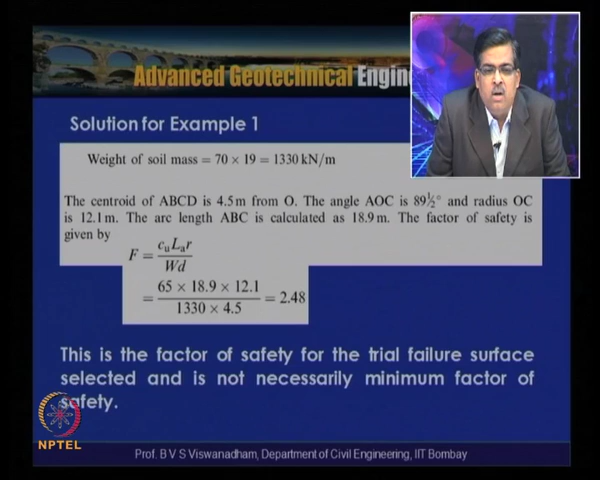 Advanced Geotechnical Engi
Solution for Example 1
Weight of soil mass = 70 × 19 = 1330 kN/m
The centroid of ABCD is 4.5 m from O. The angle AOC is 89½° and radius OC
is 12.1 m. The arc length ABC is calculated as 18.9 m. The factor of safety is
given by
F = cuLar / Wd
= 65 × 18.9 × 12.1 / 1330 × 4.5 = 2.48
This is the factor of safety for the trial failure surface
selected and is not necessarily minimum factor of
safety.
NPTEL
Prof. B V S Viswanadham, Department of Civil Engineering, IIT Bombay